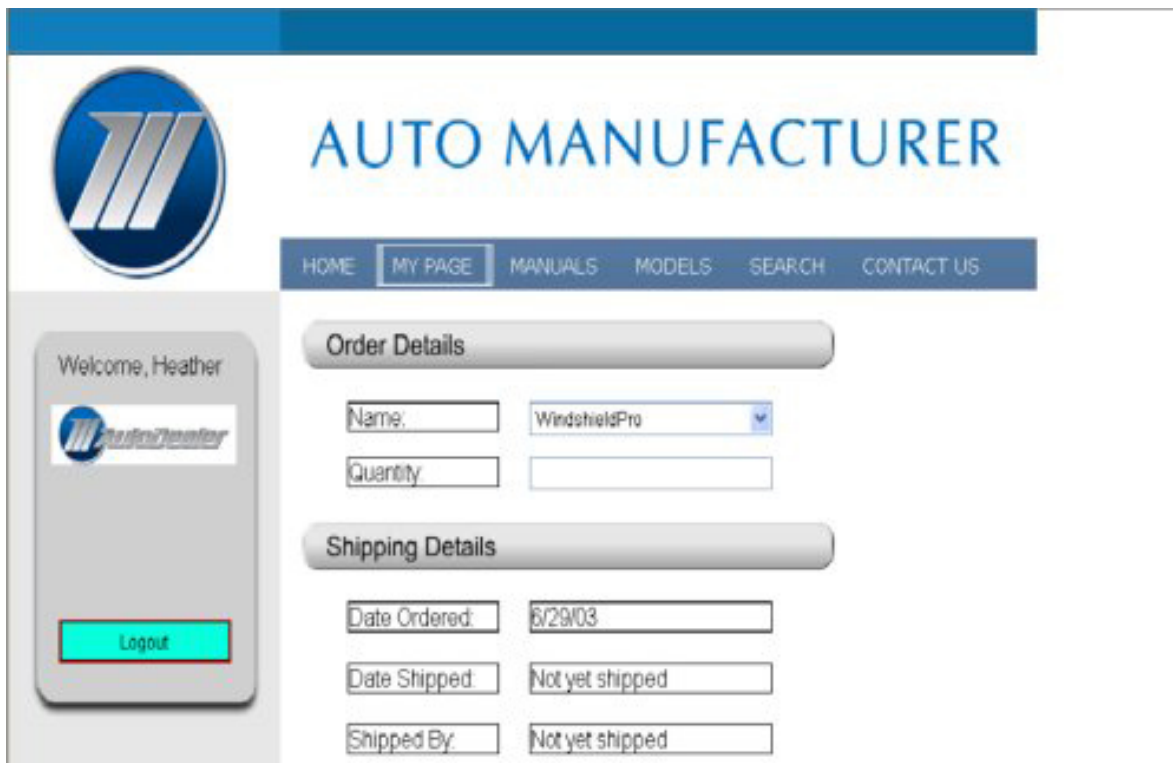 AUTO MANUFACTURER
HOME MY PAGE MANUALS MODELS SEARCH CONTACT US
Welcome, Heather
AutoDealer
Logout
Order Details
Name: WindshieldPro
Quantity:
Shipping Details
Date Ordered: 6/29/03
Date Shipped: Not yet shipped
Shipped By: Not yet shipped